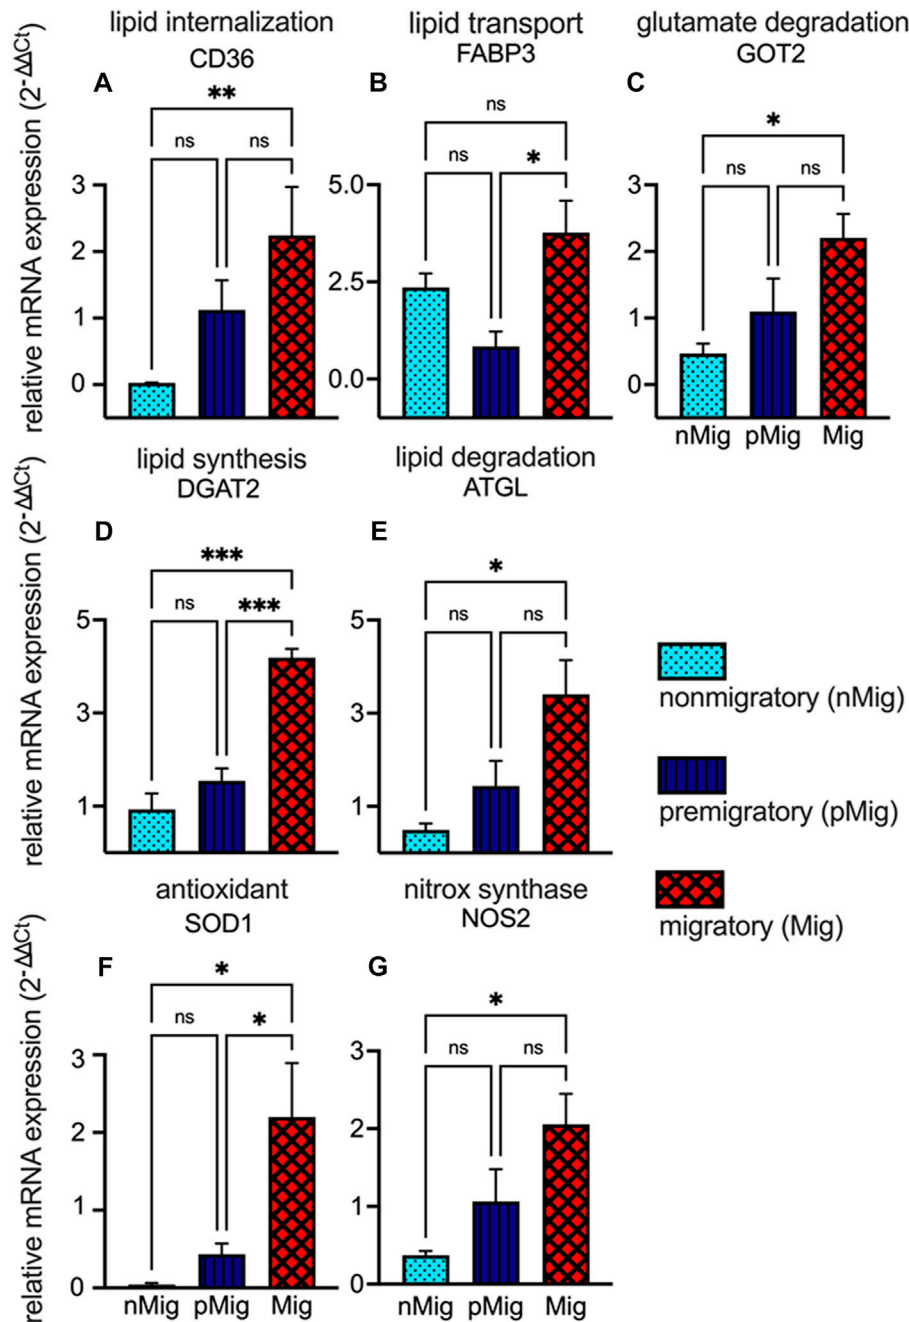 lipid internalization
CD36
lipid transport
FABP3
glutamate degradation
GOT2
relative mRNA expression (2-ΔΔCt)
A
**
ns
ns
3
2
1
0
B
ns
ns
*
5.0
2.5
0.0
C
*
ns
ns
3
2
1
0
nMig pMig Mig
lipid synthesis
DGAT2
lipid degradation
ATGL
relative mRNA expression (2-ΔΔCt)
D
***
ns
***
5
3
1
E
*
ns
ns
5
3
1
nonmigratory (nMig)
premigratory (pMig)
migratory (Mig)
antioxidant
SOD1
nitrox synthase
NOS2
relative mRNA expression (2-ΔΔCt)
F
*
ns
*
3
2
1
0
nMig pMig Mig
G
*
ns
ns
3
2
1
0
nMig pMig Mig